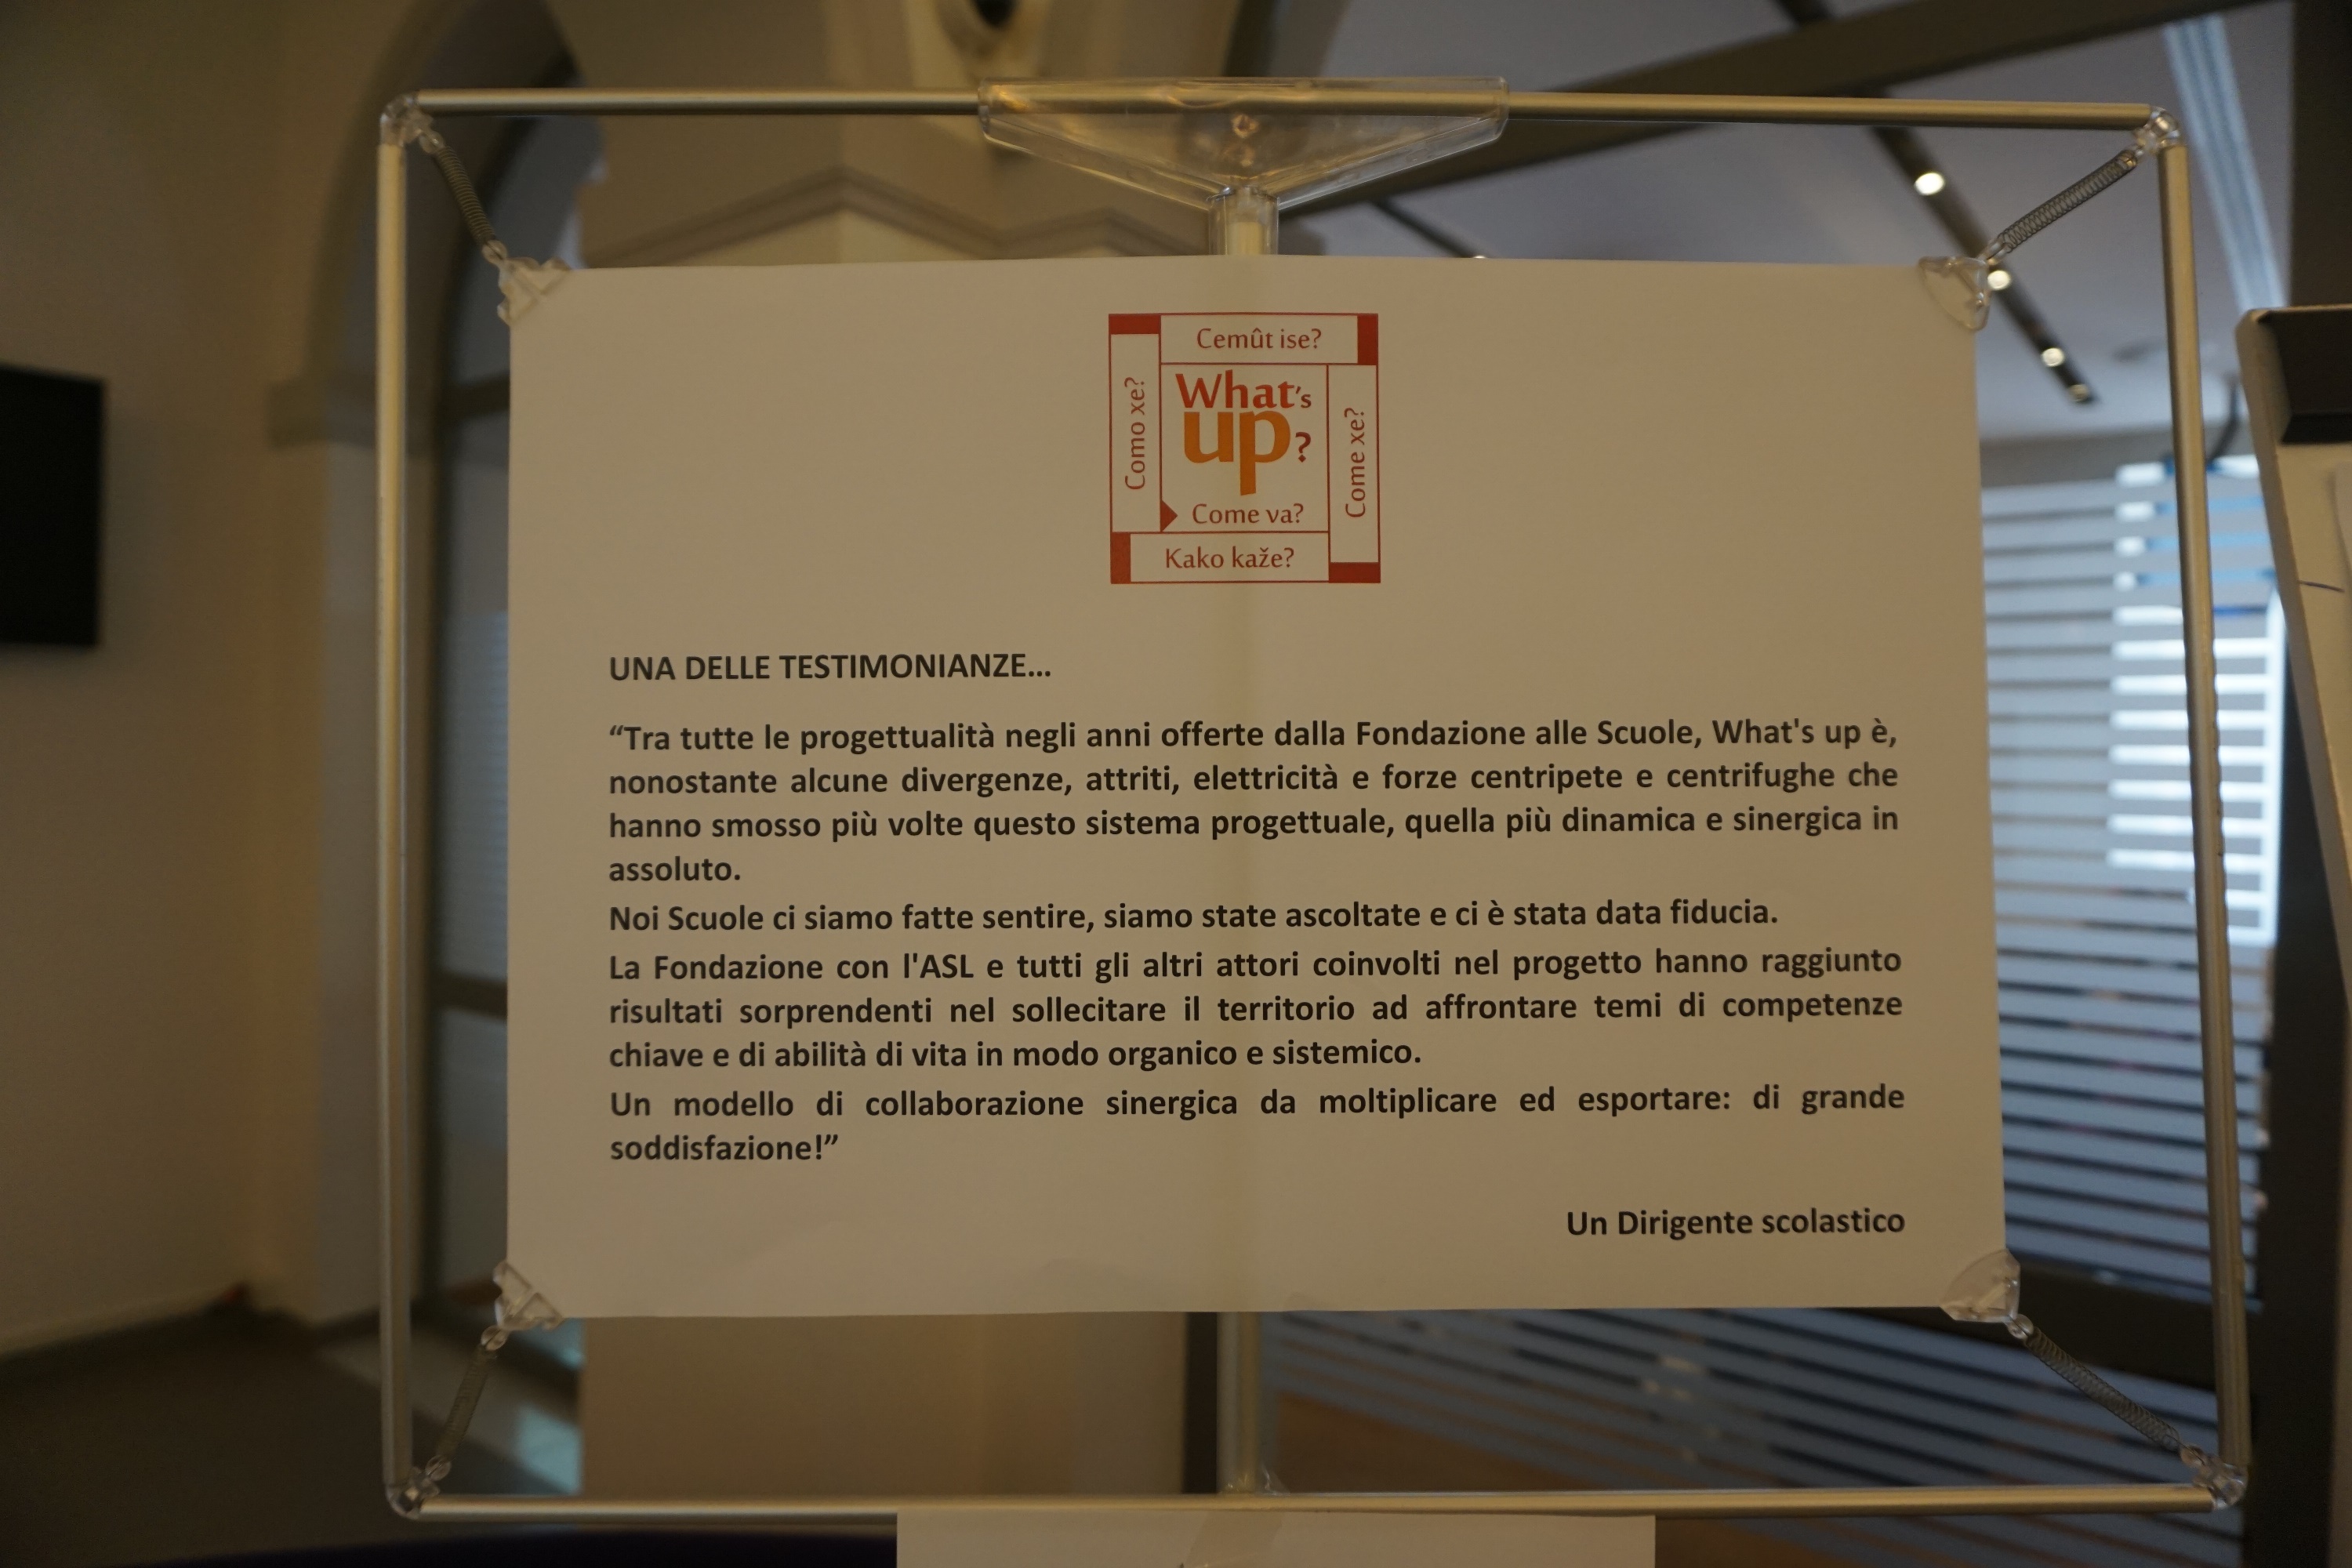 Cemût ise?
Como xe?
What's
up?
Come va?
Come xe?
Kako kaže?
UNA DELLE TESTIMONIANZE...
“Tra tutte le progettualità negli anni offerte dalla Fondazione alle Scuole, What's up è,
nonostante alcune divergenze, attriti, elettricità e forze centripete e centrifughe che
hanno smosso più volte questo sistema progettuale, quella più dinamica e sinergica in
assoluto.
Noi Scuole ci siamo fatte sentire, siamo state ascoltate e ci è stata data fiducia.
La Fondazione con l'ASL e tutti gli altri attori coinvolti nel progetto hanno raggiunto
risultati sorprendenti nel sollecitare il territorio ad affrontare temi di competenze
chiave e di abilità di vita in modo organico e sistemico.
Un modello di collaborazione sinergica da moltiplicare ed esportare: di grande
soddisfazione!”
Un Dirigente scolastico